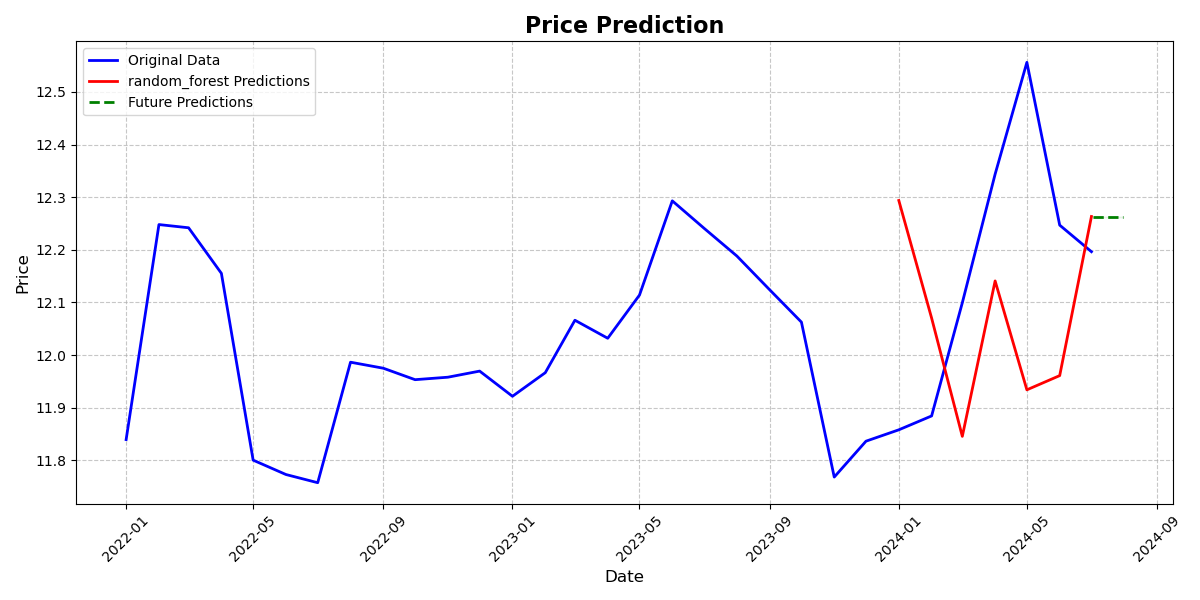 Price Prediction
Original Data
random_forest Predictions
Future Predictions
Price
12.5
12.4
12.3
12.2
12.1
12.0
11.9
11.8
2022-01
2022-05
2022-09
2023-01
2023-05
2023-09
2024-01
2024-05
2024-09
Date